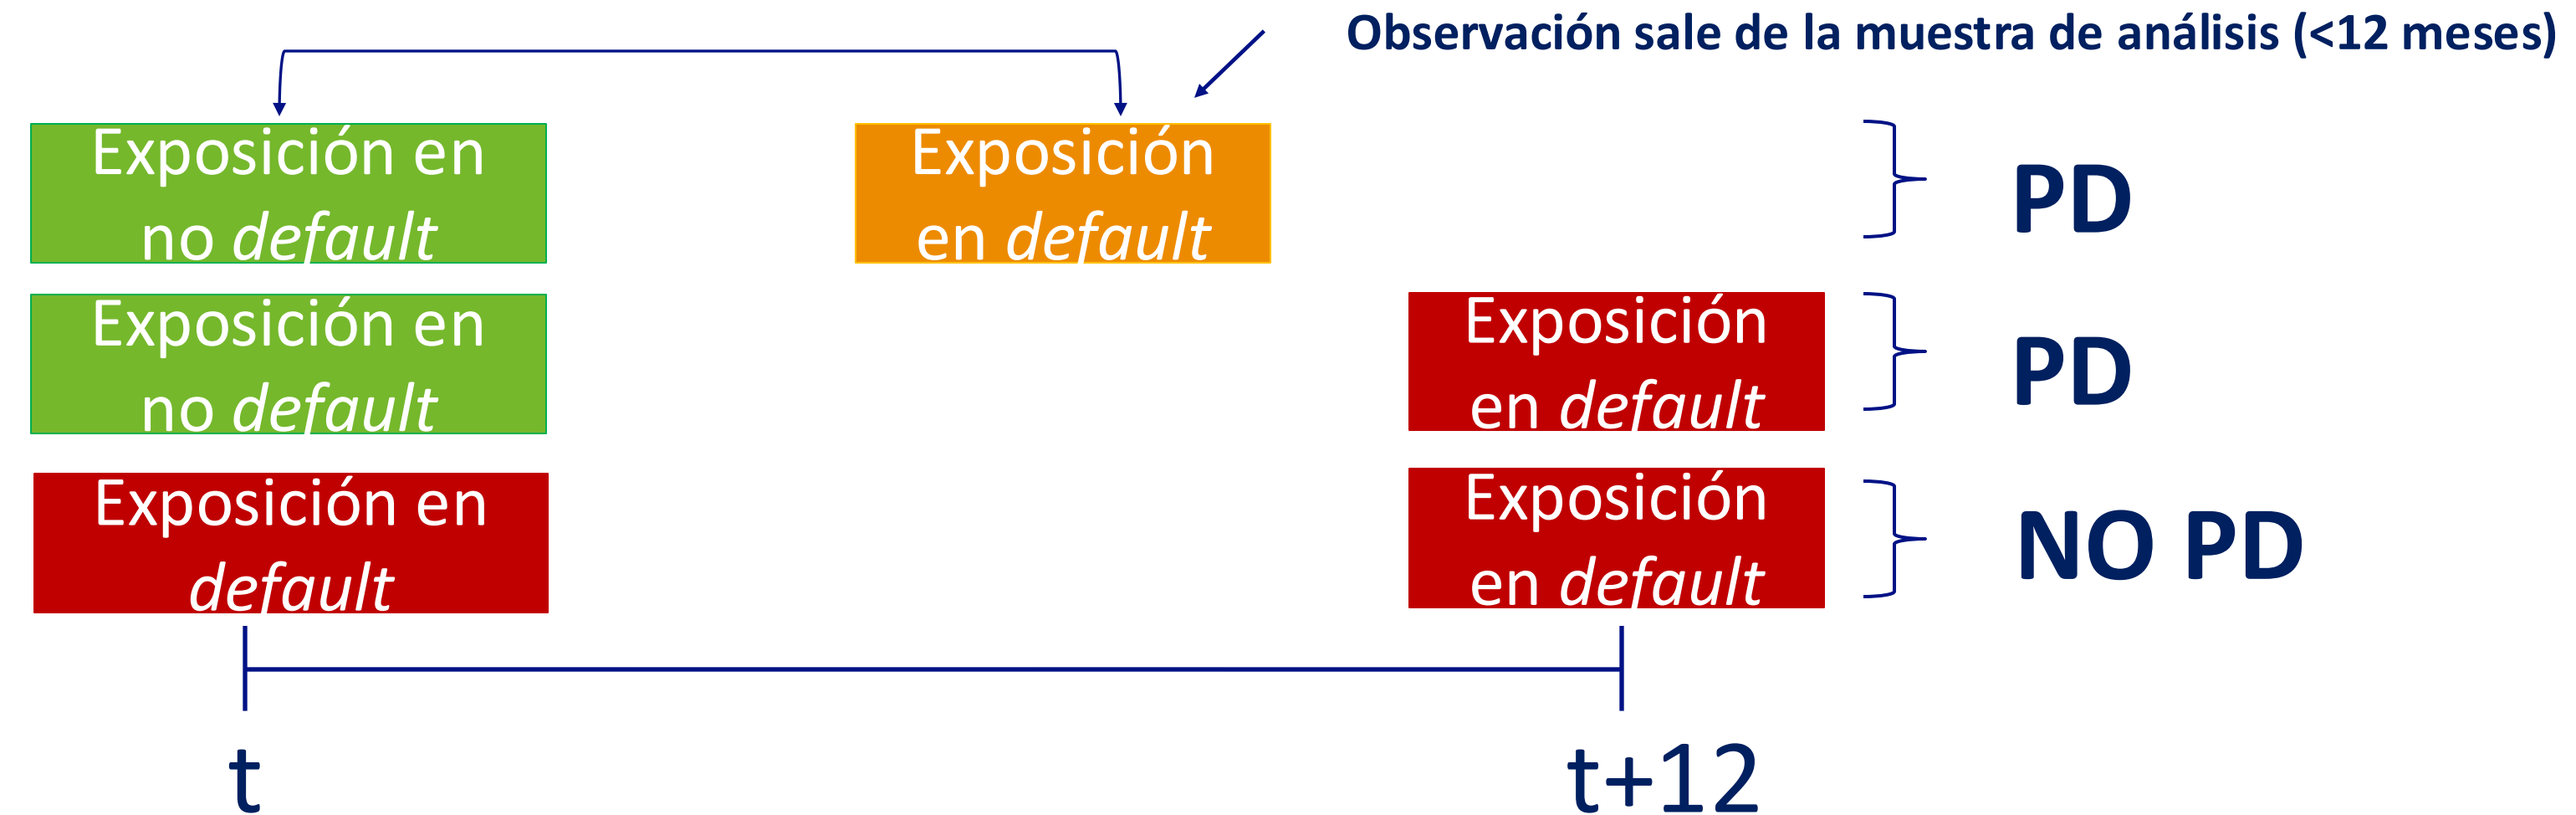 Observación sale de la muestra de análisis (<12 meses)
Exposición en
no default
Exposición
en default
PD
Exposición en
no default
Exposición
en default
PD
Exposición en
default
Exposición
en default
NO PD
t
t+12